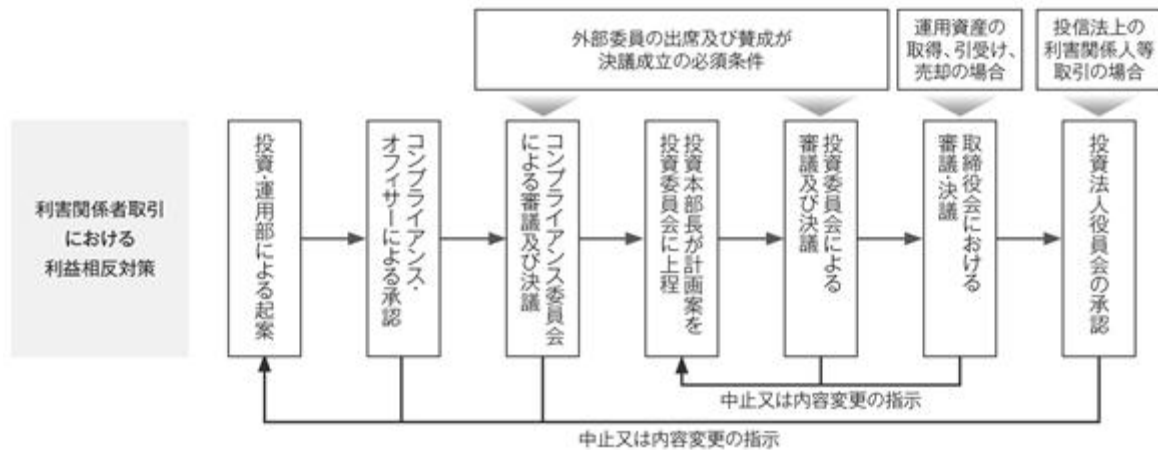 外部委員の出席及び賛成が
決議成立の必須条件
運用資産の
取得、引受け、
売却の場合
投信法上の
利害関係人等
取引の場合
利害関係者取引
における
利益相反対策
投資・運用部による起案
コンプライアンス・
オフィサーによる承認
コンプライアンス委員会
による審議及び決議
投資本部長が計画案を
投資委員会に上程
投資委員会による
審議及び決議
取締役会における
審議・決議
投資法人役員会の承認
中止又は内容変更の指示
中止又は内容変更の指示